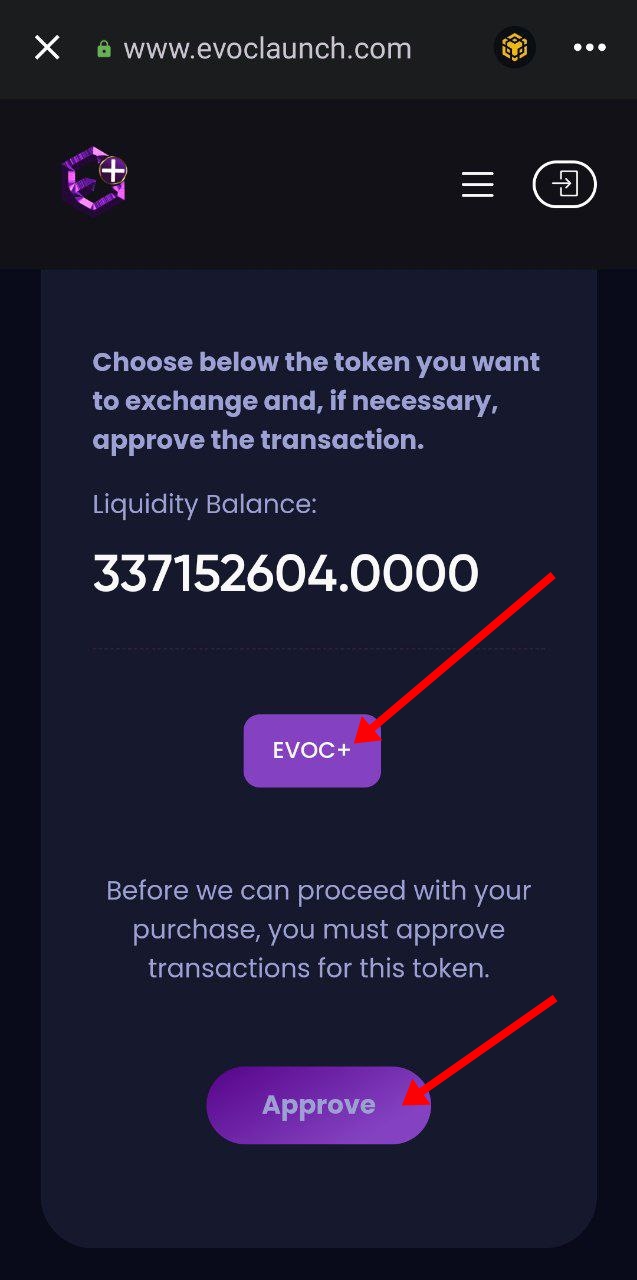 www.evoclaunch.com
Choose below the token you want
to exchange and, if necessary,
approve the transaction.
Liquidity Balance:
337152604.0000
EVOC+
Before we can proceed with your
purchase, you must approve
transactions for this token.
Approve